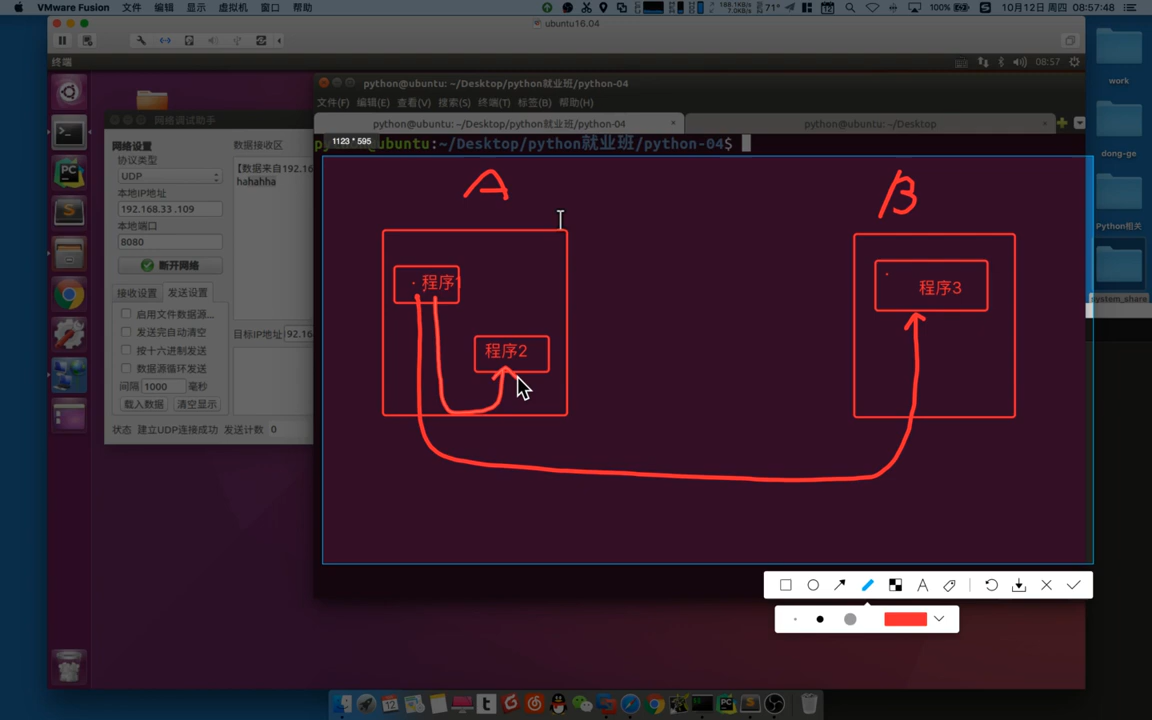 VMware Fusion 文件 编辑 显示 虚拟机 窗口 帮助
71° 100% 10月12日 周四 08:57:48
ubuntu16.04
终端
08:57
python@ubuntu: ~/Desktop/python就业班/python-04
文件(F) 编辑(E) 查看(V) 搜索(S) 终端(T) 标签(B) 帮助(H)
python@ubuntu: ~/Desktop/python就业班/python-04 ×
python@ubuntu: ~/Desktop ×
1123 * 595
python@ubuntu:~/Desktop/python就业班/python-04$
网络调试助手
网络设置
协议类型
UDP
本地IP地址
192.168.33.109
本地端口
8080
断开网络
接收设置 发送设置
启用文件数据源...
发送完自动清空
按十六进制发送
数据源循环发送
间隔 1000 毫秒
载入数据 清空显示
状态 建立UDP连接成功 发送计数 0
数据接收区
【数据来自192.16
hahahha
目标IP地址: 92.16
A
程序1
程序2
B
程序3
work
dong-ge
Python相关
system_share